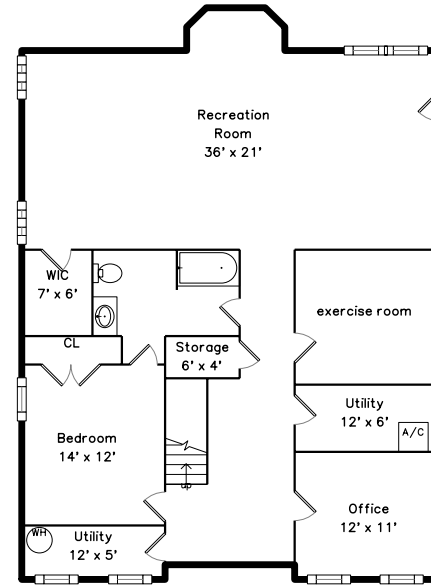 Recreation
Room
36' x 21'
WIC
7' x 6'
exercise room
CL
Storage
6' x 4'
Utility
12' x 6'
A/C
Bedroom
14' x 12'
up
Office
12' x 11'
WH
Utility
12' x 5'